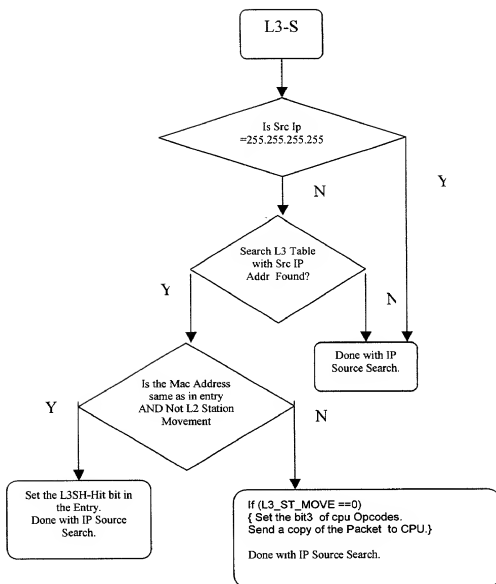 L3-S
Is Src Ip
=255.255.255.255
Y
N
Search L3 Table
with Src IP
Addr Found?
Y
N
Done with IP
Source Search.
Is the Mac Address
same as in entry
AND Not L2 Station
Movement
Y
N
Set the L3SH-Hit bit in
the Entry.
Done with IP Source
Search.
If (L3_ST_MOVE ==0)
{ Set the bit3 of cpu Opcodes.
Send a copy of the Packet to CPU.}
Done with IP Source Search.